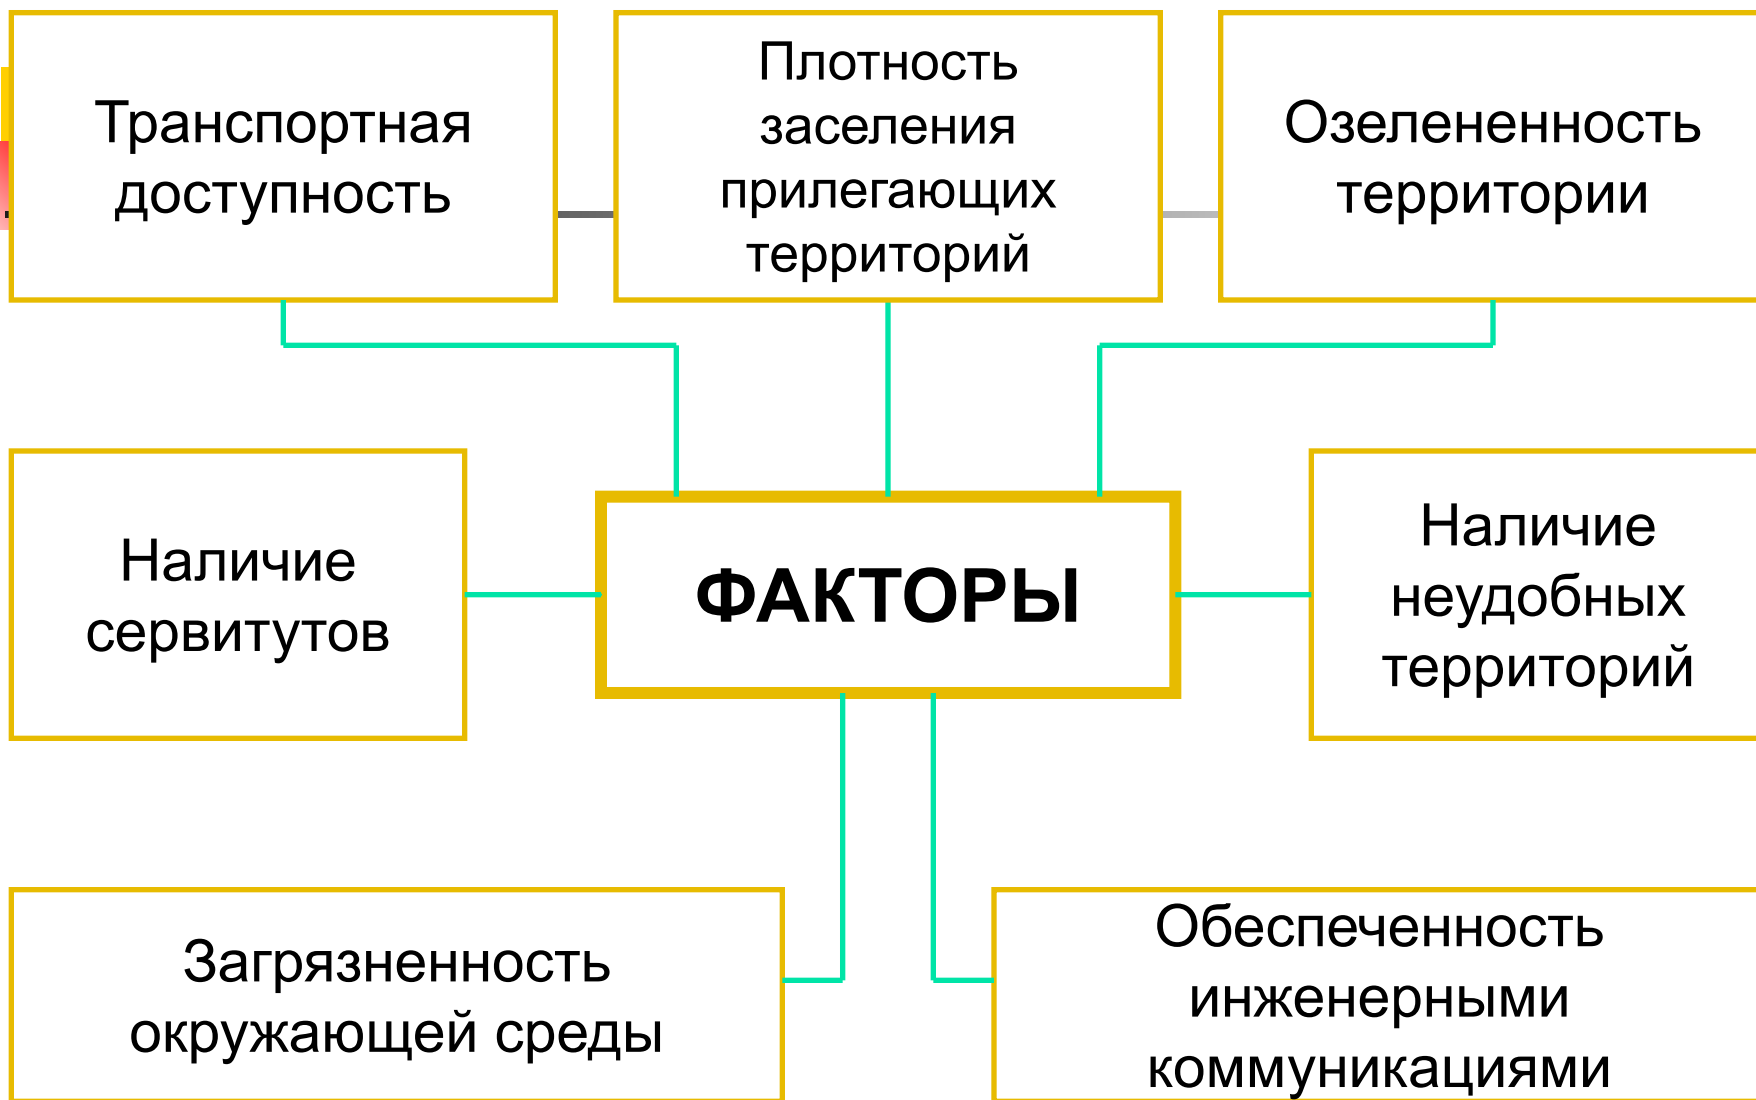 Транспортная
доступность
Плотность
заселения
прилегающих
территорий
Озелененность
территории
Наличие
сервитутов
ФАКТОРЫ
Наличие
неудобных
территорий
Загрязненность
окружающей среды
Обеспеченность
инженерными
коммуникациями